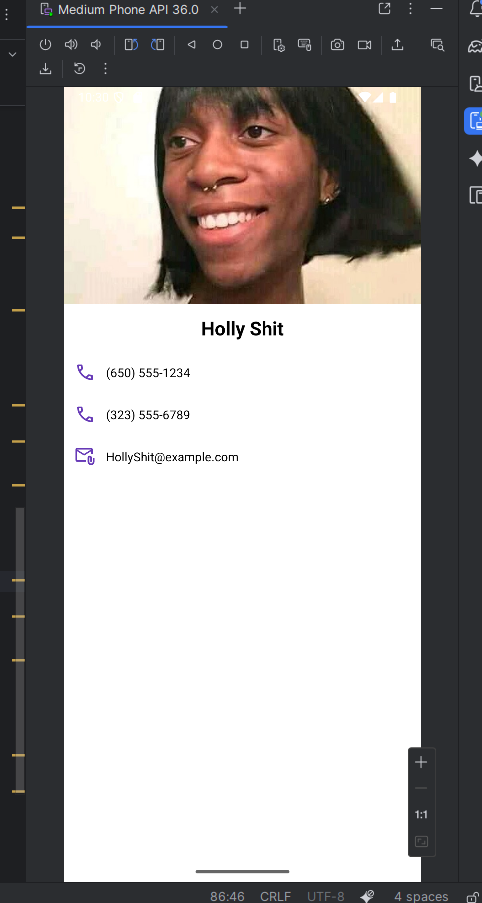 Medium Phone API 36.0
Holly Shit
(650) 555-1234
(323) 555-6789
HollyShit@example.com
1:1
86:46 CRLF UTF-8 4 spaces